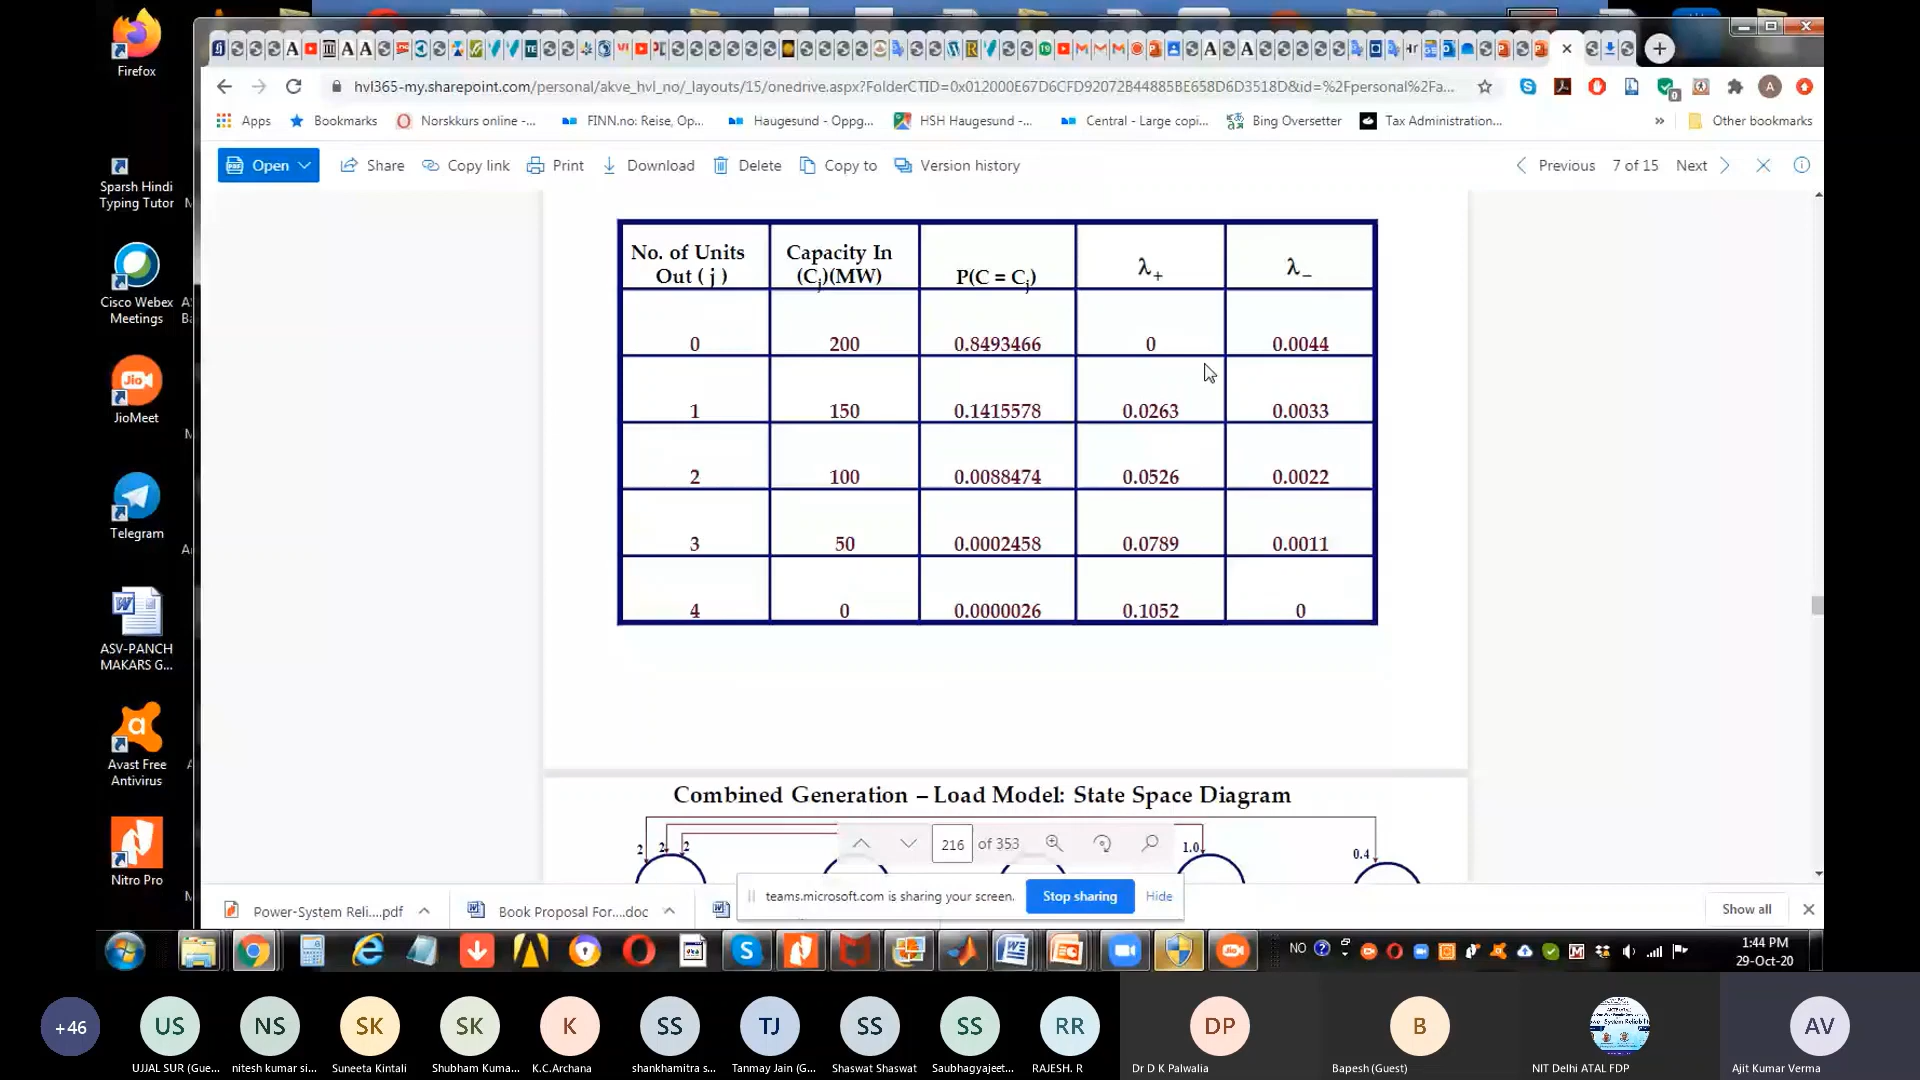 Firefox
hvl365-my.sharepoint.com/personal/akve_hvl_no/_layouts/15/onedrive.aspx?FolderCTID=0x012000E67D6CFD92072B44885BE658D6D3518D&id=%2Fpersonal%2Fa...
Apps Bookmarks Norskkurs online -... FINN.no: Reise, Op... Haugesund - Oppg... HSH Haugesund -... Central - Large copi... Bing Oversetter Tax Administration... » Other bookmarks
Open Share Copy link Print Download Delete Copy to Version history Previous 7 of 15 Next
Sparsh Hindi
Typing Tutor
Cisco Webex
Meetings
JioMeet
Telegram
ASV-PANCH
MAKARS G...
Avast Free
Antivirus
Nitro Pro
No. of Units Out ( j ) Capacity In (Cj)(MW) P(C = Cj) λ+ λ−
0 200 0.8493466 0 0.0044
1 150 0.1415578 0.0263 0.0033
2 100 0.0088474 0.0526 0.0022
3 50 0.0002458 0.0789 0.0011
4 0 0.0000026 0.1052 0
Combined Generation – Load Model: State Space Diagram
2 2 2 1.0 0.4
216 of 353
teams.microsoft.com is sharing your screen. Stop sharing Hide
Power-System Reli....pdf Book Proposal For....doc Show all
NO 1:44 PM
29-Oct-20
+46 US NS SK SK K SS TJ SS SS RR DP B AV
UJJAL SUR (Gue... nitesh kumar si... Suneeta Kintali Shubham Kuma... K.C.Archana shankhamitra s... Tanmay Jain (G... Shaswat Shaswat Saubhagyajeet... RAJESH. R Dr D K Palwalia Bapesh(Guest) NIT Delhi ATAL FDP Ajit Kumar Verma